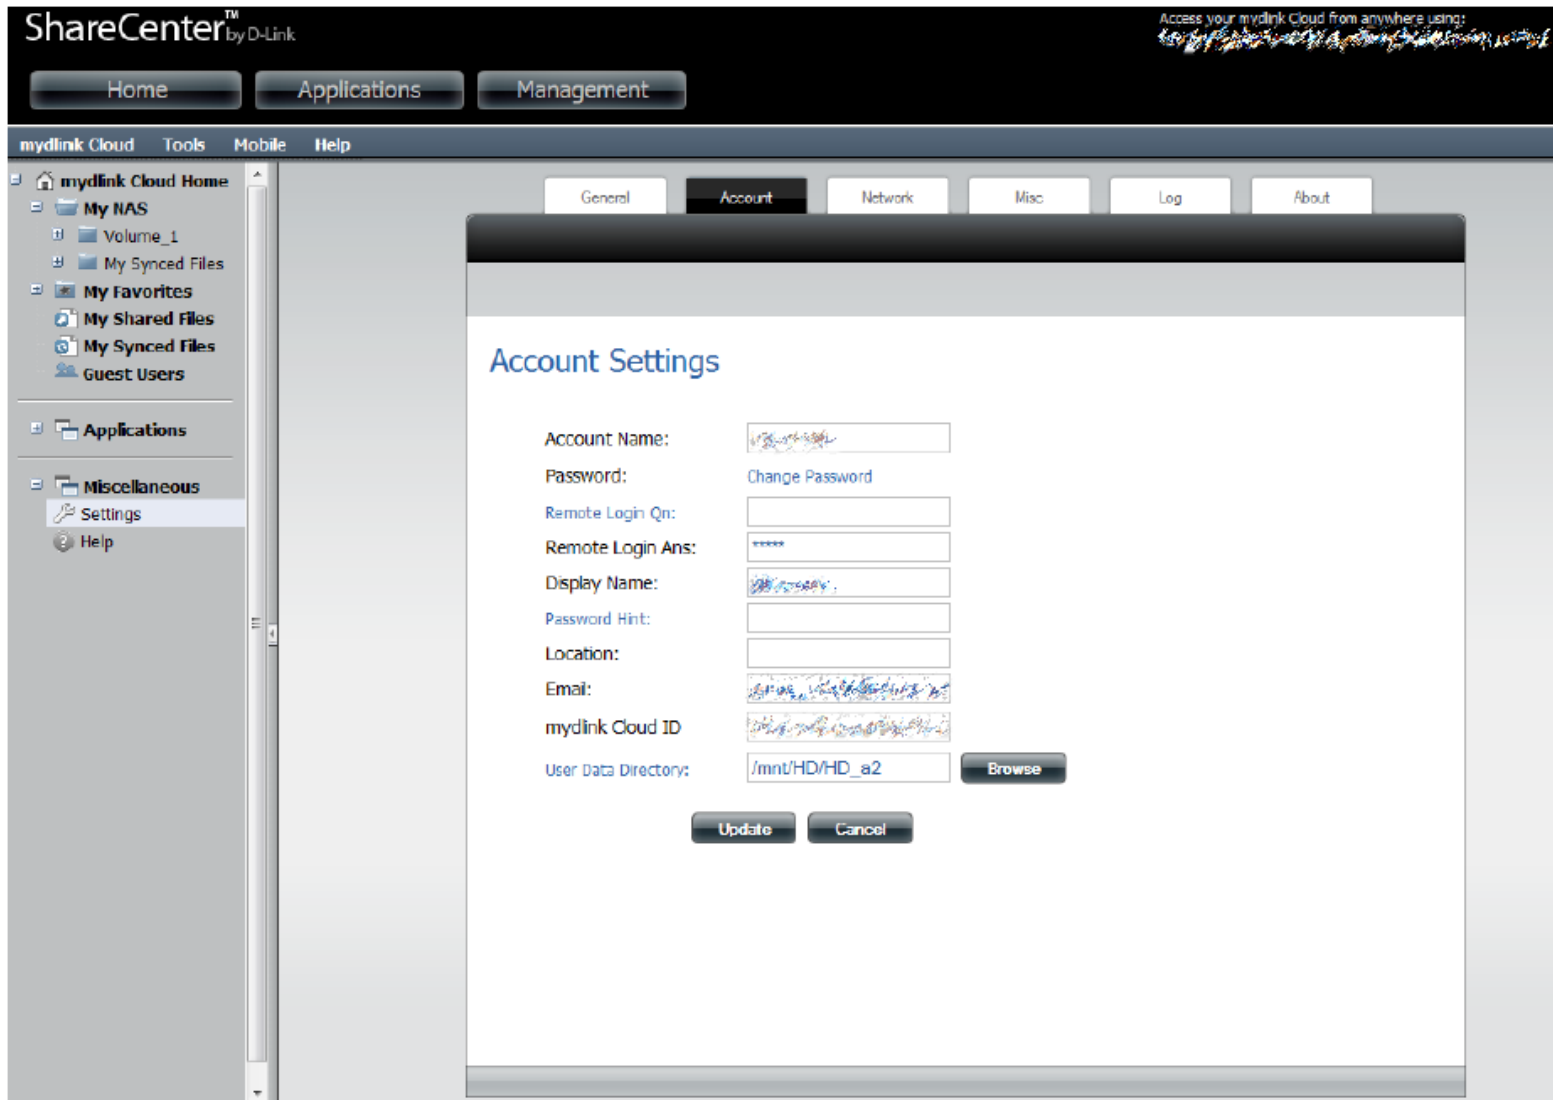 ShareCenter™ by D-Link
Access your mydlink Cloud from anywhere using:
Home Applications Management
mydlink Cloud Tools Mobile Help
mydlink Cloud Home
My NAS
Volume_1
My Synced Files
My Favorites
My Shared Files
My Synced Files
Guest Users
Applications
Miscellaneous
Settings
Help
General Account Network Misc Log About
Account Settings
Account Name:
Password: Change Password
Remote Login Qn:
Remote Login Ans: *****
Display Name:
Password Hint:
Location:
Email:
mydlink Cloud ID
User Data Directory: /mnt/HD/HD_a2 Browse
Update Cancel